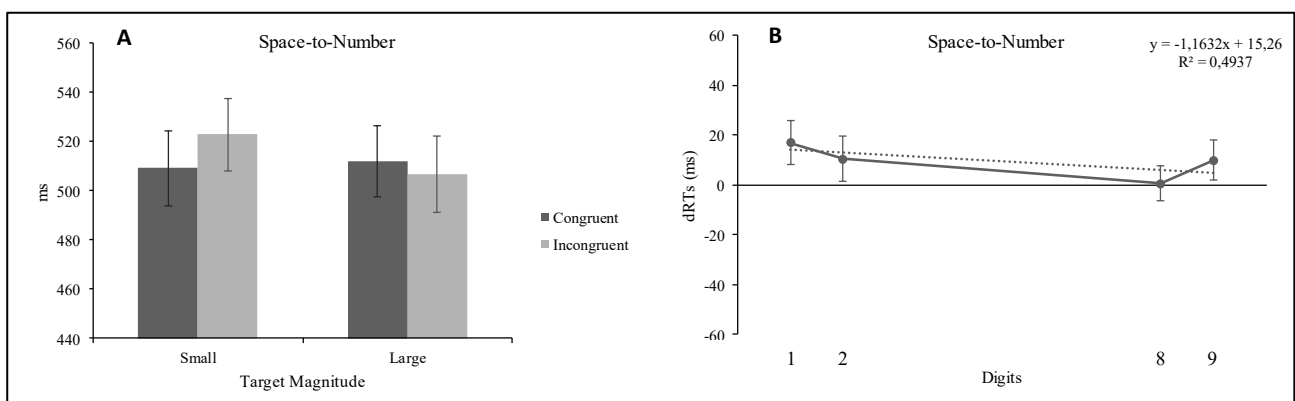 A
Space-to-Number
560
540
520
500
480
460
440
ms
Small
Large
Target Magnitude
Congruent
Incongruent
B
Space-to-Number
y = -1,1632x + 15,26
R² = 0,4937
60
40
20
0
-20
-40
-60
dRTs (ms)
1
2
8
9
Digits